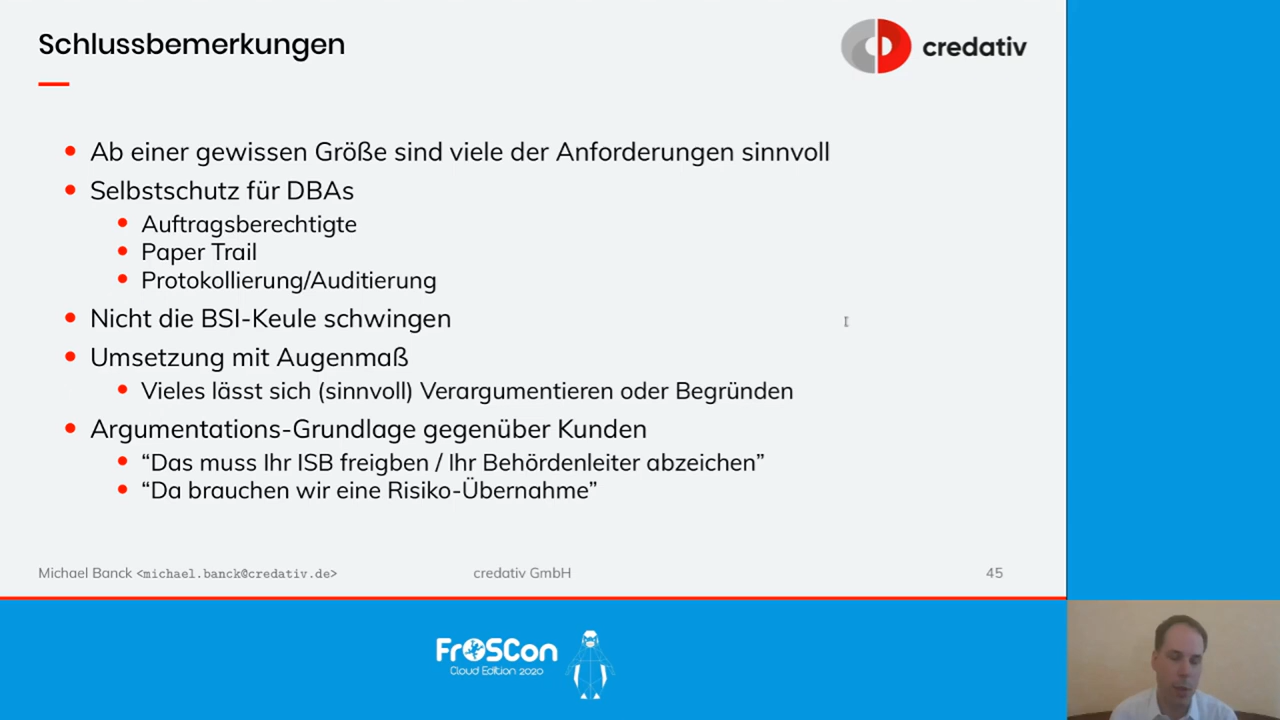 Schlussbemerkungen
credativ
Ab einer gewissen Größe sind viele der Anforderungen sinnvoll
Selbstschutz für DBAs
Auftragsberechtigte
Paper Trail
Protokollierung/Auditierung
Nicht die BSI-Keule schwingen
Umsetzung mit Augenmaß
Vieles lässt sich (sinnvoll) Verargumentieren oder Begründen
Argumentations-Grundlage gegenüber Kunden
“Das muss Ihr ISB freigben / Ihr Behördenleiter abzeichen”
“Da brauchen wir eine Risiko-Übernahme”
Michael Banck <michael.banck@credativ.de>
credativ GmbH
45
FrOSCon
Cloud Edition 2020